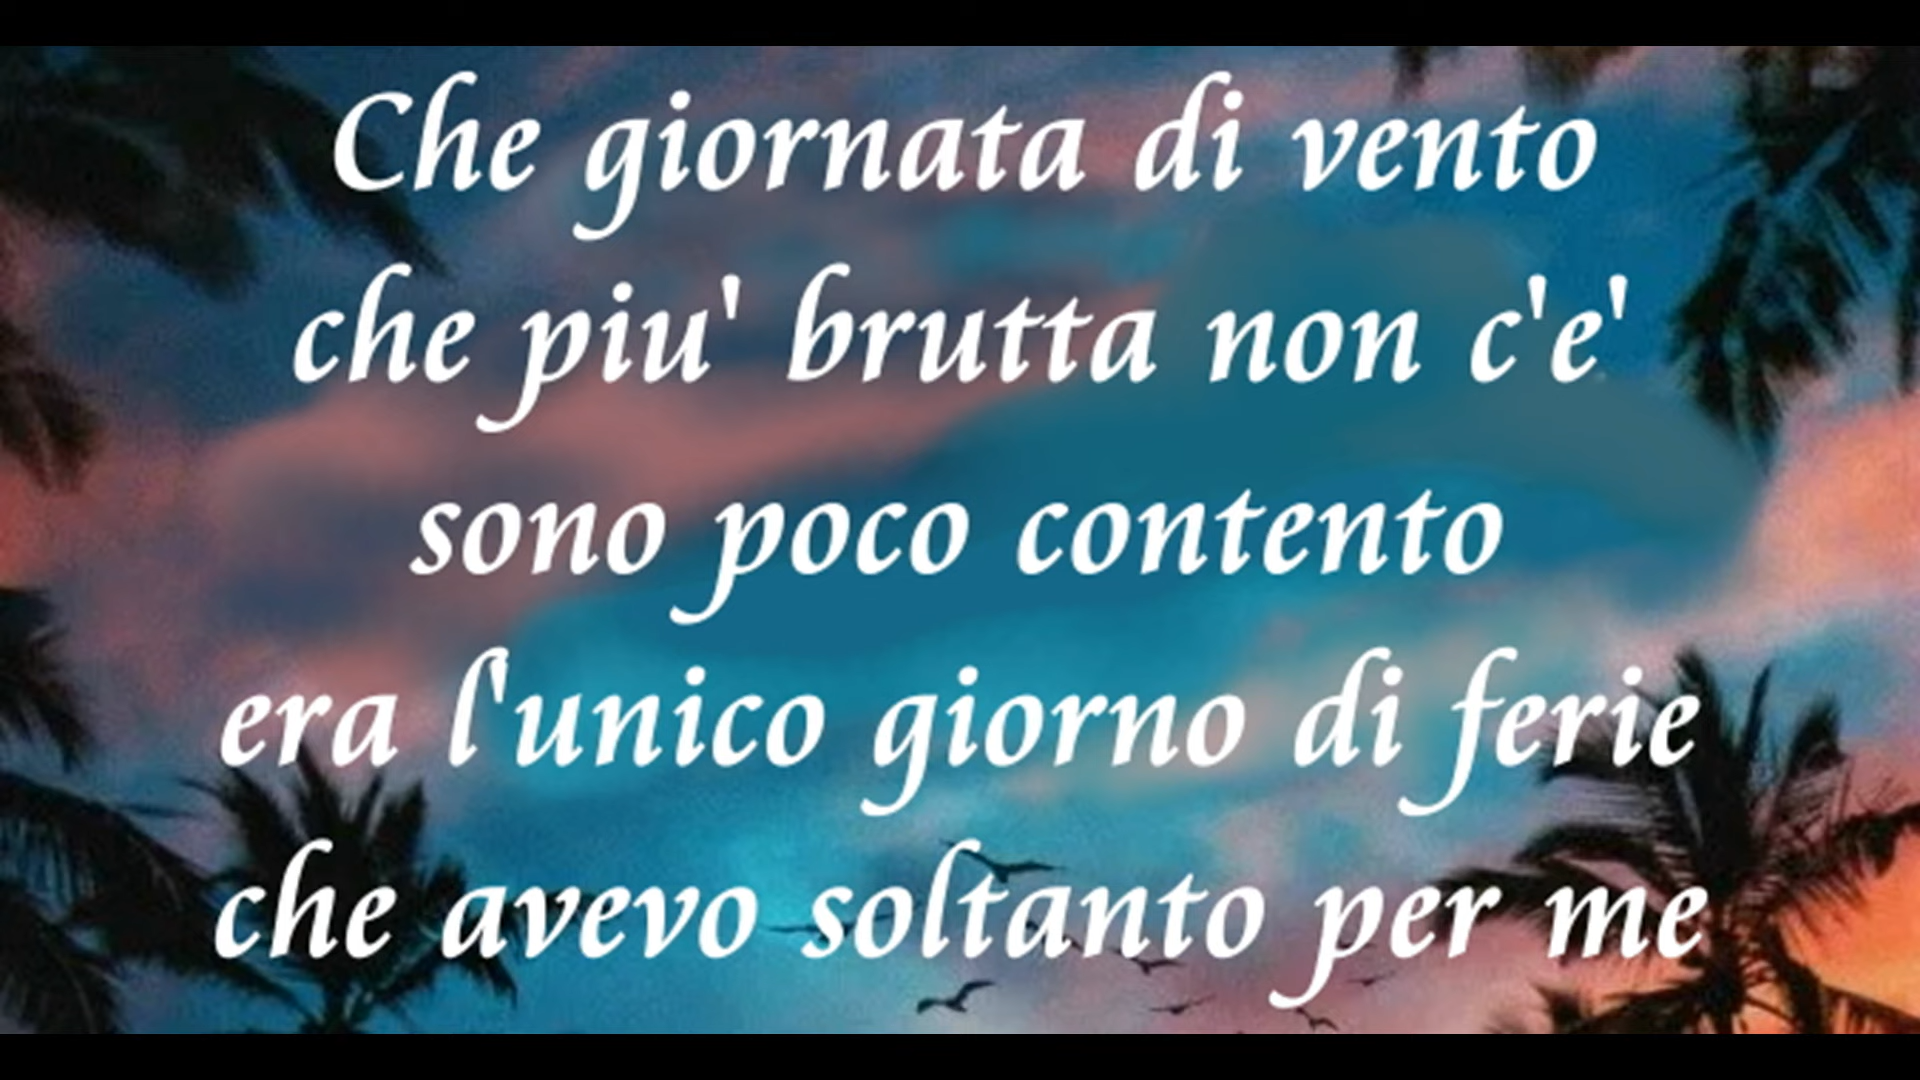 Che giornata di vento
che piu' brutta non c'e'
sono poco contento
era l'unico giorno di ferie
che avevo soltanto per me